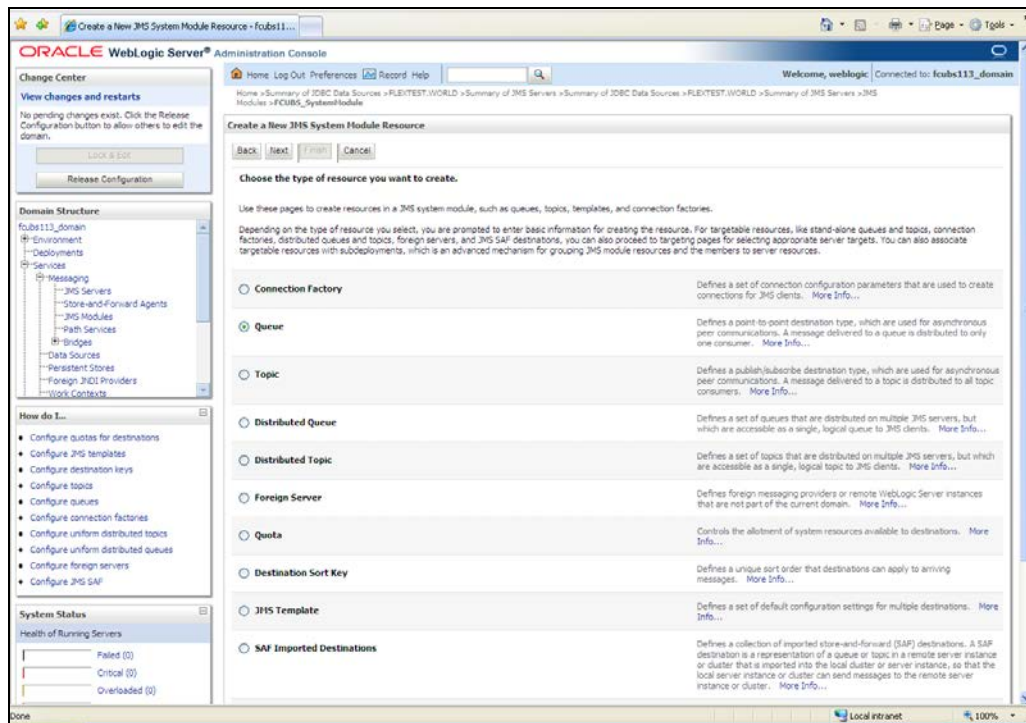 Create a New JMS System Module Resource - fcubs11...
Page
Tools
ORACLE WebLogic Server® Administration Console
Change Center
View changes and restarts
No pending changes exist. Click the Release
Configuration button to allow others to edit the
domain.
Lock & Edit
Release Configuration
Domain Structure
fcubs113_domain
Environment
Deployments
Services
Messaging
JMS Servers
Store-and-Forward Agents
JMS Modules
Path Services
Bridges
Data Sources
Persistent Stores
Foreign JNDI Providers
Work Contexts
How do I...
Configure quotas for destinations
Configure JMS templates
Configure destination keys
Configure topics
Configure queues
Configure connection factories
Configure uniform distributed topics
Configure uniform distributed queues
Configure foreign servers
Configure JMS SAF
System Status
Health of Running Servers
Failed (0)
Critical (0)
Overloaded (0)
Home Log Out Preferences Record Help
Welcome, weblogic Connected to: fcubs113_domain
Home >Summary of JDBC Data Sources >FLEXTEST.WORLD >Summary of JMS Servers >Summary of JDBC Data Sources >FLEXTEST.WORLD >Summary of JMS Servers >JMS
Modules >FCUBS_SystemModule
Create a New JMS System Module Resource
Back Next Finish Cancel
Choose the type of resource you want to create.
Use these pages to create resources in a JMS system module, such as queues, topics, templates, and connection factories.
Depending on the type of resource you select, you are prompted to enter basic information for creating the resource. For targetable resources, like stand-alone queues and topics, connection
factories, distributed queues and topics, foreign servers, and JMS SAF destinations, you can also proceed to targeting pages for selecting appropriate server targets. You can also associate
targetable resources with subdeployments, which is an advanced mechanism for grouping JMS module resources and the members to server resources.
Connection Factory
Defines a set of connection configuration parameters that are used to create
connections for JMS clients. More Info...
Queue
Defines a point-to-point destination type, which are used for asynchronous
peer communications. A message delivered to a queue is distributed to only
one consumer. More Info...
Topic
Defines a publish/subscribe destination type, which are used for asynchronous
peer communications. A message delivered to a topic is distributed to all topic
consumers. More Info...
Distributed Queue
Defines a set of queues that are distributed on multiple JMS servers, but
which are accessible as a single, logical queue to JMS clients. More Info...
Distributed Topic
Defines a set of topics that are distributed on multiple JMS servers, but which
are accessible as a single, logical topic to JMS clients. More Info...
Foreign Server
Defines foreign messaging providers or remote WebLogic Server instances
that are not part of the current domain. More Info...
Quota
Controls the allotment of system resources available to destinations. More
Info...
Destination Sort Key
Defines a unique sort order that destinations can apply to arriving
messages. More Info...
JMS Template
Defines a set of default configuration settings for multiple destinations. More
Info...
SAF Imported Destinations
Defines a collection of imported store-and-forward (SAF) destinations. A SAF
destination is a representation of a queue or topic in a remote server instance
or cluster that is imported into the local cluster or server instance, so that the
local server instance or cluster can send messages to the remote server
instance or cluster. More Info...
Done
Local intranet
100%